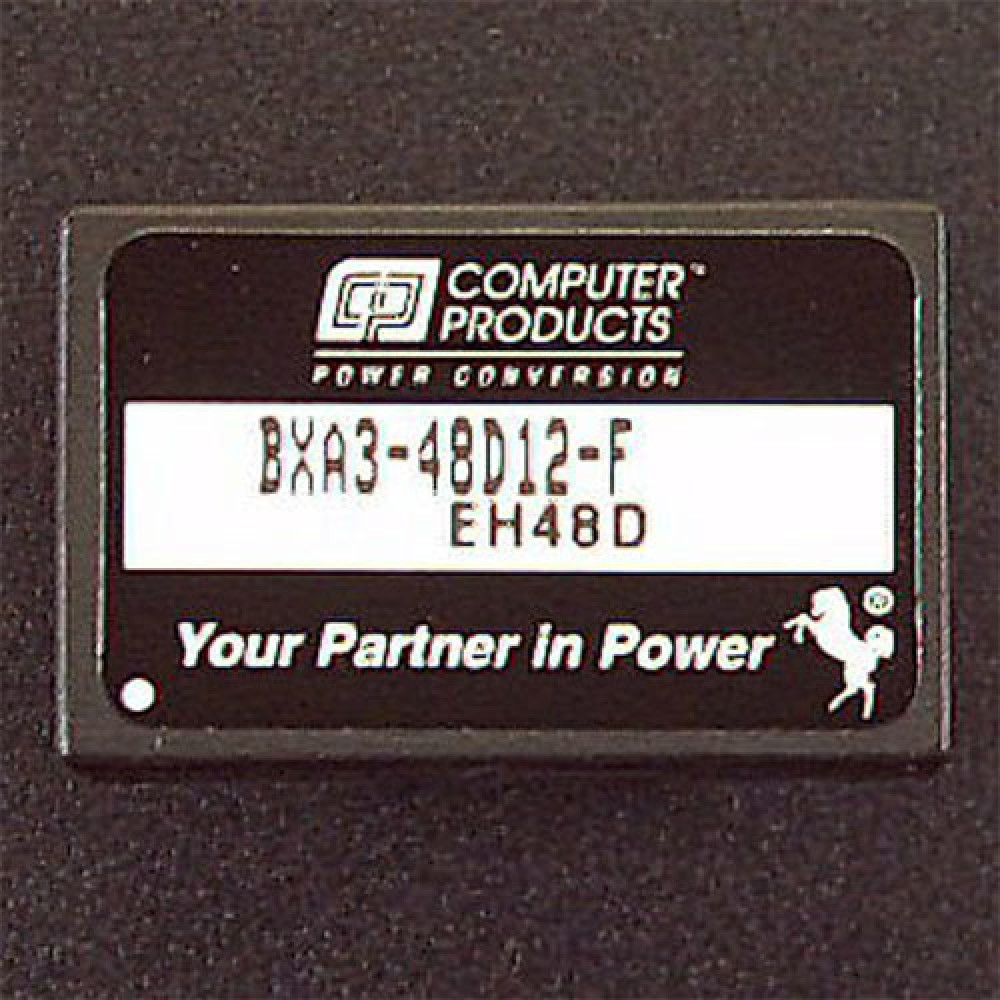 COMPUTER™
PRODUCTS
POWER CONVERSION
BXA3-48D12-F
EH48D
Your Partner in Power ®